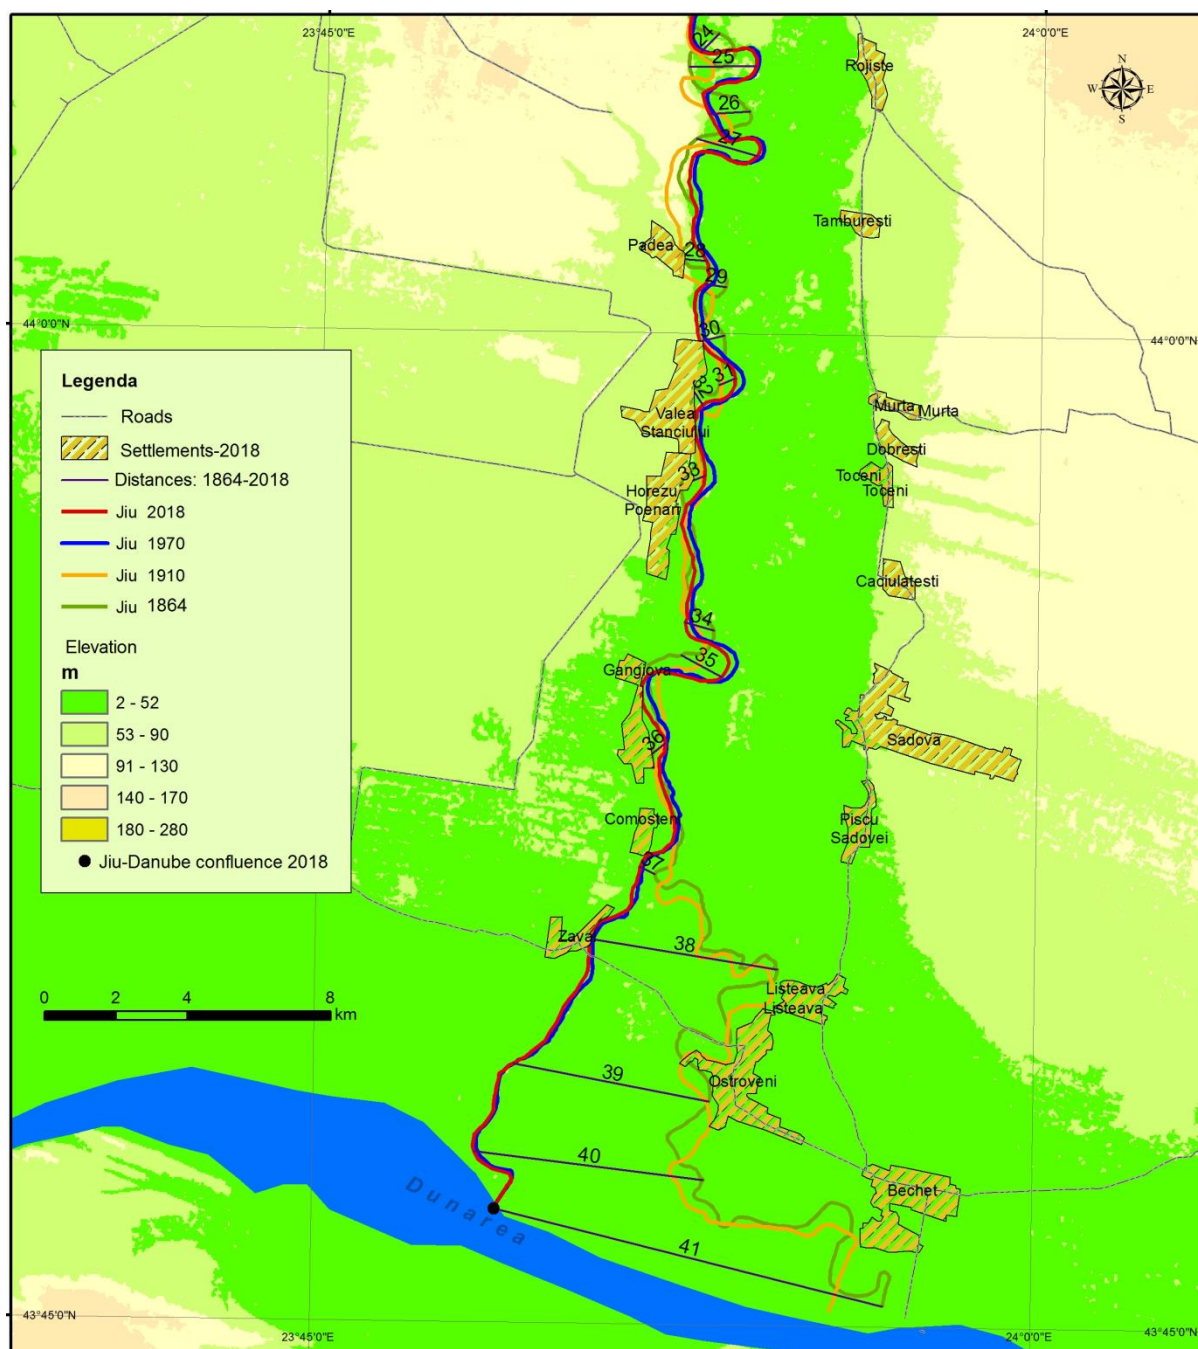 23°45'0"E
24°0'0"E
24
25
Rojiste
N
W E
S
26
27
Tamburesti
Padea
28
29
44°0'0"N
30
44°0'0"N
31
32
Legenda
Roads
Settlements-2018
Distances: 1864-2018
Jiu 2018
Jiu 1970
Jiu 1910
Jiu 1864
Elevation
m
2 - 52
53 - 90
91 - 130
140 - 170
180 - 280
Jiu-Danube confluence 2018
Valea
Stanciului
Murta
Murta
Dobresti
33
Toceni
Toceni
Horezu
Poenari
Caciulatesti
34
35
Gangiova
36
Sadova
Comosteni
Piscu
Sadovei
37
Zava
38
Listeava
Listeava
0 2 4 8
km
39
Ostroveni
40
Bechet
Dunarea
41
43°45'0"N
23°45'0"E
24°0'0"E
43°45'0"N